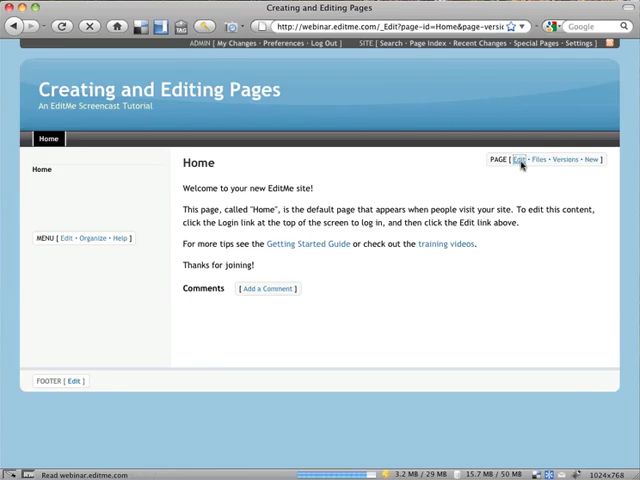 Creating and Editing Pages
http://webinar.editme.com/_Edit?page-id=Home&page-versio
Google
TAG
ADMIN [ My Changes · Preferences · Log Out ]
SITE [ Search · Page Index · Recent Changes · Special Pages · Settings ]
Creating and Editing Pages
An EditMe Screencast Tutorial
Home
PAGE [ Edit · Files · Versions · New ]
Home
Home
Welcome to your new EditMe site!
This page, called "Home", is the default page that appears when people visit your site. To edit this content,
click the Login link at the top of the screen to log in, and then click the Edit link above.
MENU [ Edit · Organize · Help ]
For more tips see the Getting Started Guide or check out the training videos.
Thanks for joining!
Comments
[ Add a Comment ]
FOOTER [ Edit ]
Read webinar.editme.com
3.2 MB / 29 MB
15.7 MB / 50 MB
1024x768